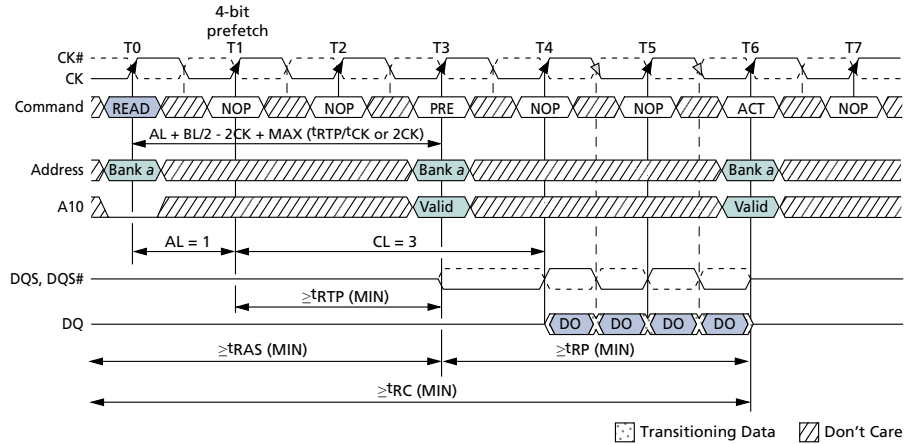 4-bit
prefetch
T0 T1 T2 T3 T4 T5 T6 T7
CK#
CK
Command READ NOP NOP PRE NOP NOP ACT NOP
AL + BL/2 - 2CK + MAX (tRTP/tCK or 2CK)
Address Bank a Bank a Bank a
A10 Valid Valid
AL = 1 CL = 3
DQS, DQS#
≥tRTP (MIN)
DQ DO DO DO DO
≥tRAS (MIN) ≥tRP (MIN)
≥tRC (MIN)
Transitioning Data Don't Care